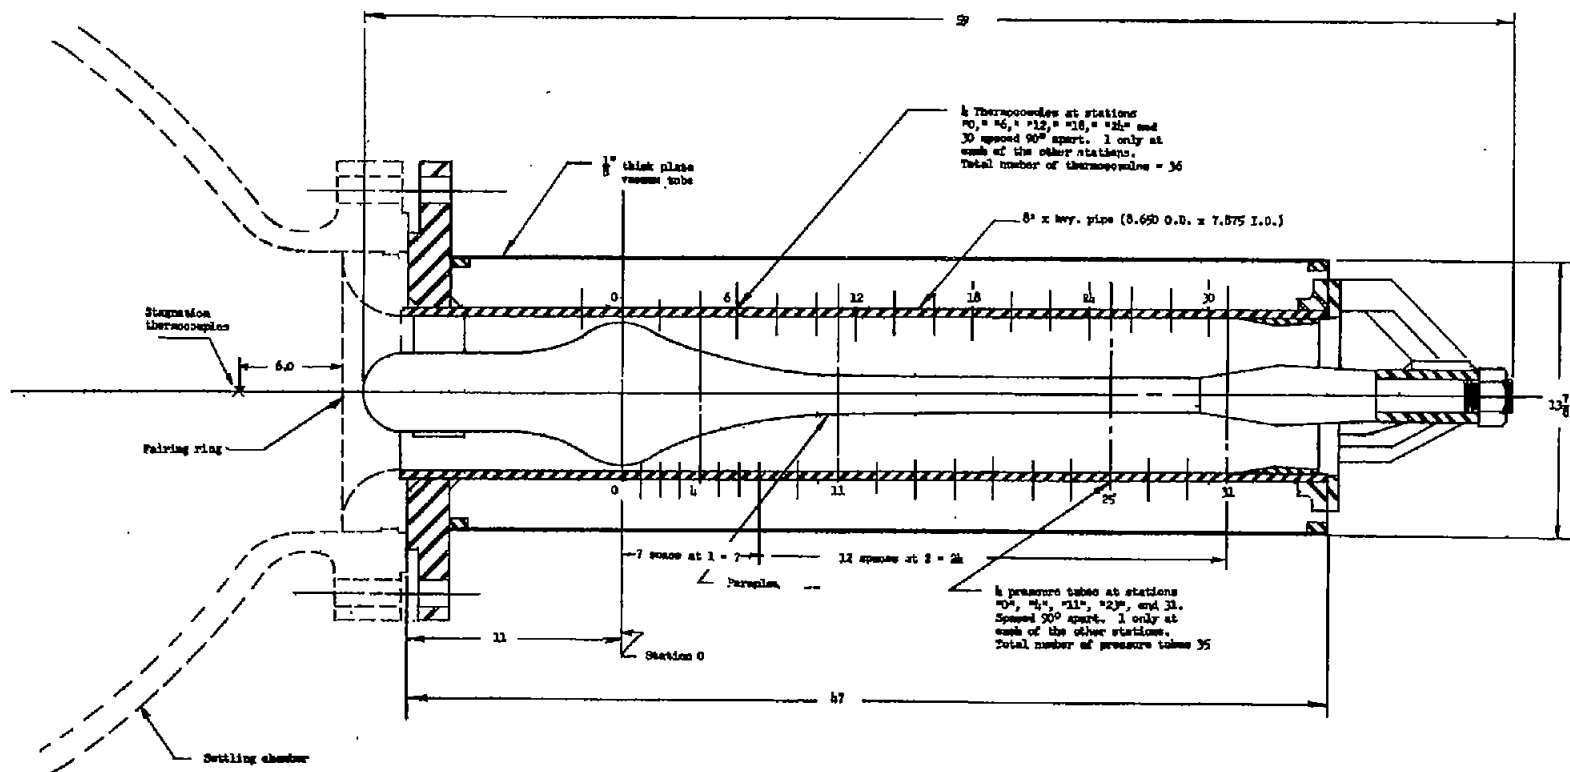 59
4 Thermocouples at stations
"0," "6," "12," "18," "24" and
30 spaced 90° apart. 1 only at
each of the other stations.
Total number of thermocouples = 36
1/8" thick plate
vacuum tube
8" x hvy. pipe (8.650 O.D. x 7.875 I.D.)
0 6 12 18 24 30
Stagnation
thermocouples
6.0
13 7/8
Fairing ring
0 4 11 25 31
7 space at 1 = 7
12 spaces at 2 = 24
4 pressure tubes at stations
"0", "4", "11", "23", and 31.
Spaced 90° apart. 1 only at
each of the other stations.
Total number of pressure tubes 35
11
Station 0
47
Settling chamber